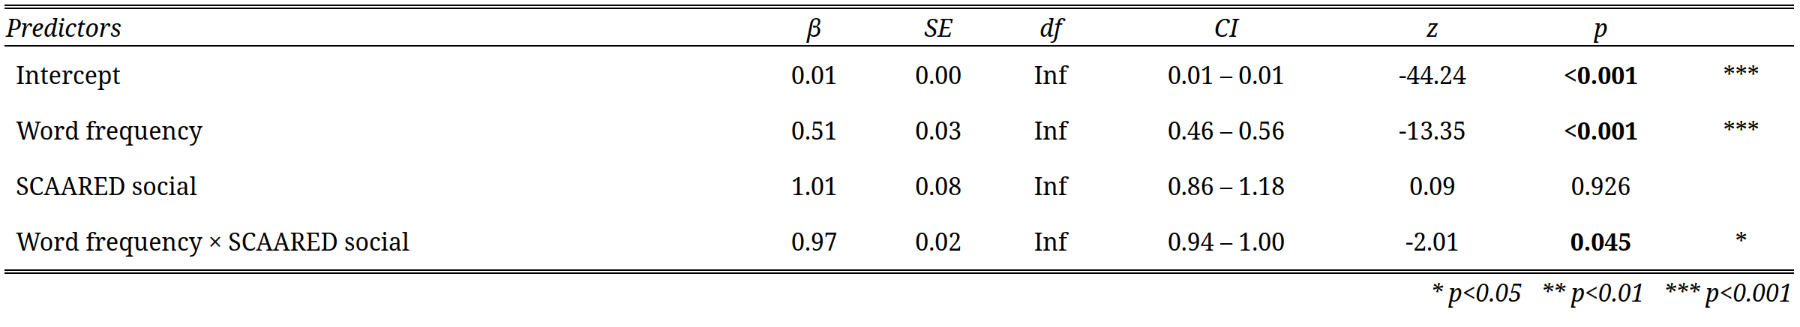 Predictors β SE df CI z p
Intercept 0.01 0.00 Inf 0.01 – 0.01 -44.24 <0.001 ***
Word frequency 0.51 0.03 Inf 0.46 – 0.56 -13.35 <0.001 ***
SCAARED social 1.01 0.08 Inf 0.86 – 1.18 0.09 0.926
Word frequency × SCAARED social 0.97 0.02 Inf 0.94 – 1.00 -2.01 0.045 *
* p<0.05 ** p<0.01 *** p<0.001